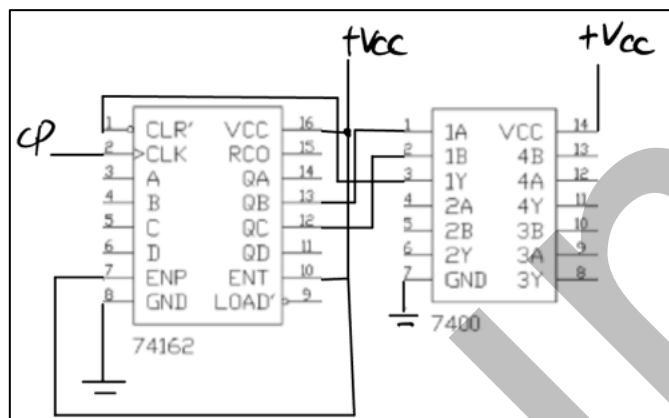 +Vcc
+Vcc
CP
1 CLR' VCC 16
2 CLK RCO 15
3 A QA 14
4 B QB 13
5 C QC 12
6 D QD 11
7 ENP ENT 10
8 GND LOAD' 9
74162
1 1A VCC 14
2 1B 4B 13
3 1Y 4A 12
4 2A 4Y 11
5 2B 3B 10
6 2Y 3A 9
7 GND 3Y 8
7400